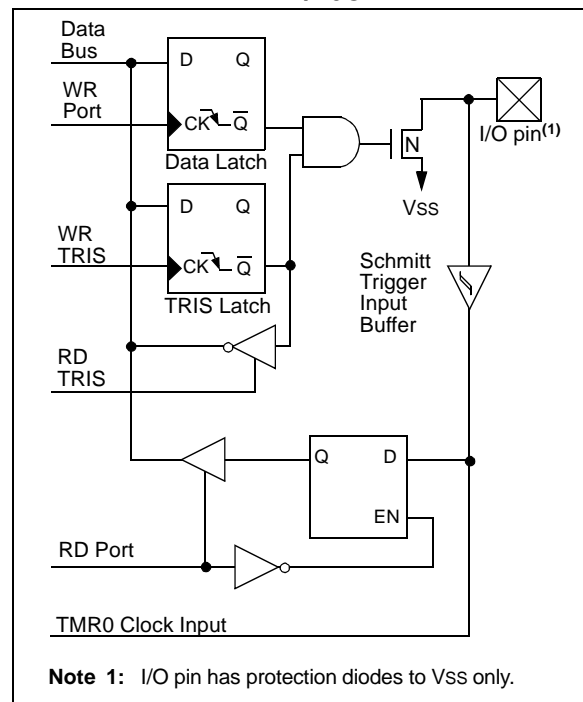 Data
Bus
D Q
WR
Port
CK Q
Data Latch
I/O pin(1)
N
VSS
D Q
WR
TRIS
CK Q
TRIS Latch
Schmitt
Trigger
Input
Buffer
RD
TRIS
Q D
EN
RD Port
TMR0 Clock Input
Note 1: I/O pin has protection diodes to VSS only.